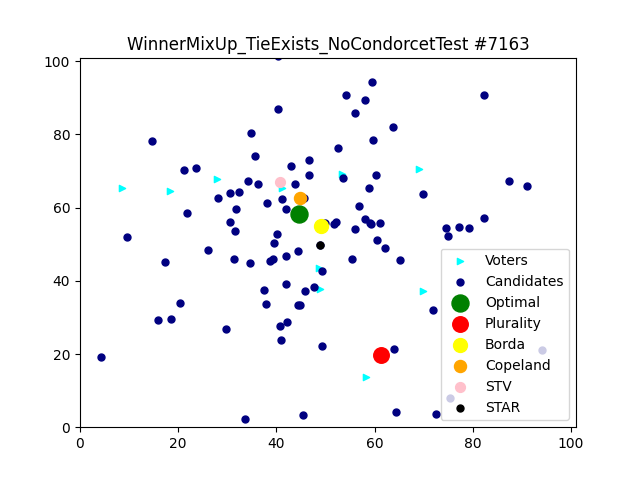 WinnerMixUp_TieExists_NoCondorcetTest #7163
100
80
60
40
20
0
0 20 40 60 80 100
Voters
Candidates
Optimal
Plurality
Borda
Copeland
STV
STAR